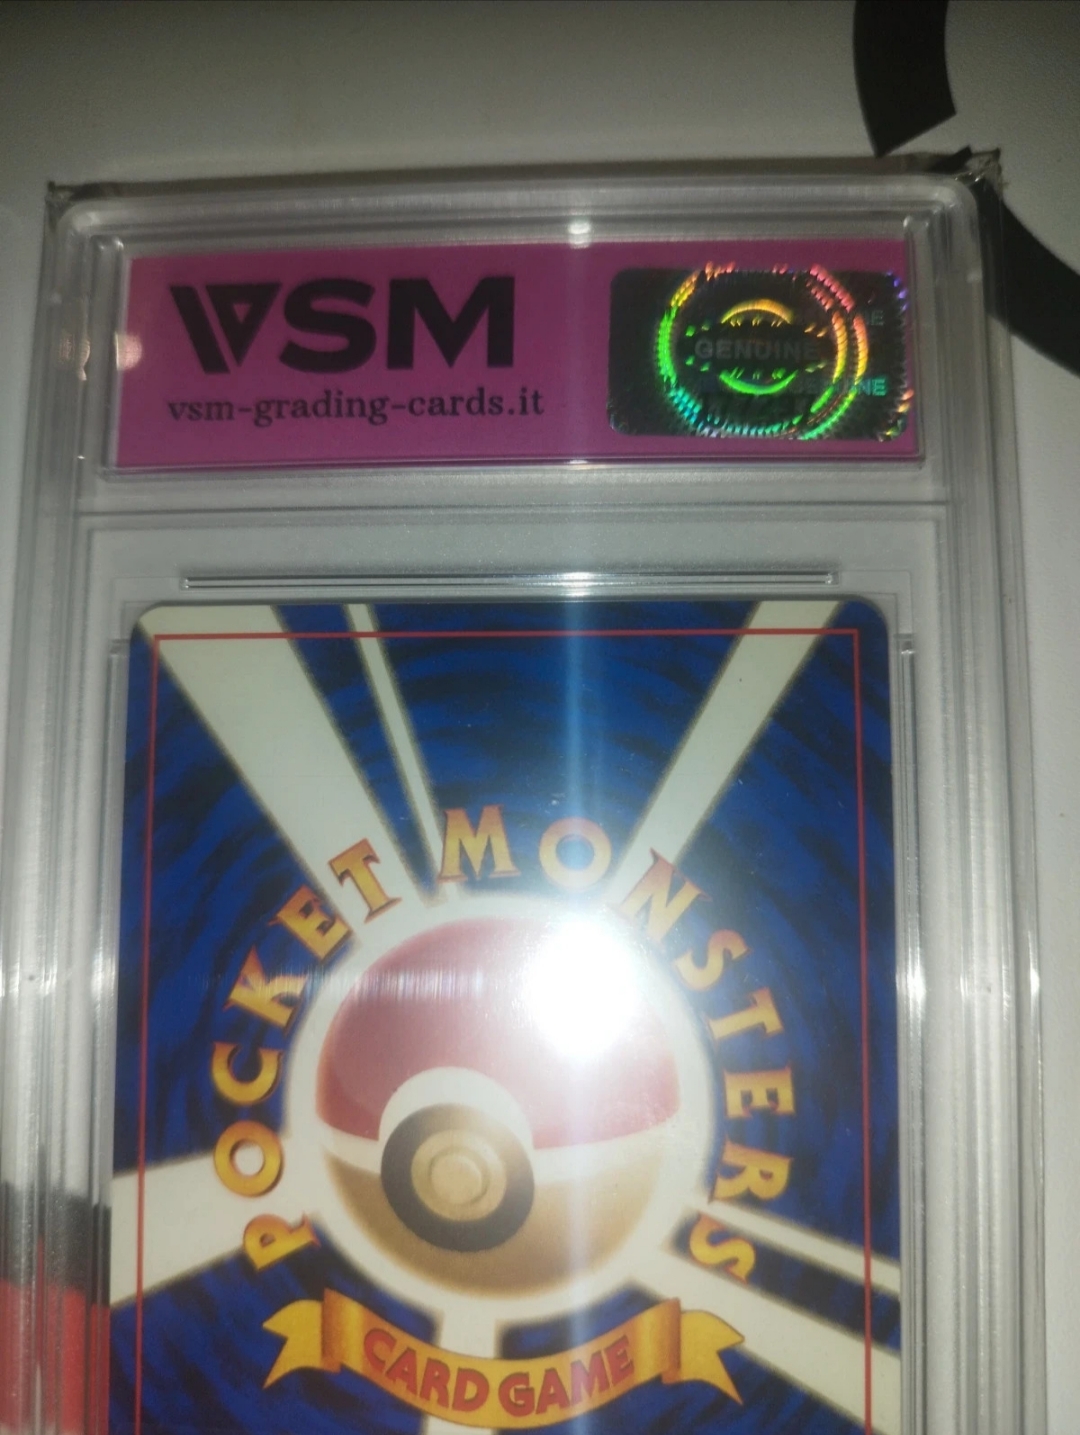 VSM
vsm-grading-cards.it
GENUINE
POCKET MONSTERS
CARD GAME